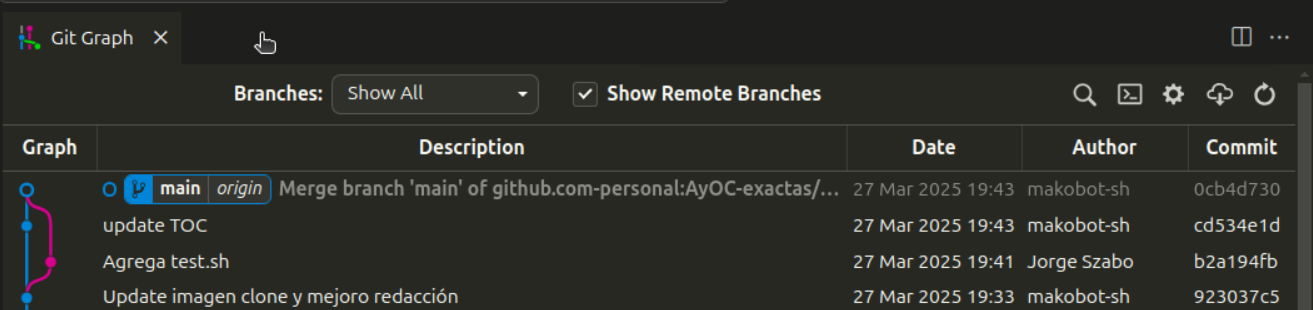 Git Graph
Branches: Show All Show Remote Branches
Graph Description Date Author Commit
main origin Merge branch 'main' of github.com-personal:AyOC-exactas/... 27 Mar 2025 19:43 makobot-sh 0cb4d730
update TOC 27 Mar 2025 19:43 makobot-sh cd534e1d
Agrega test.sh 27 Mar 2025 19:41 Jorge Szabo b2a194fb
Update imagen clone y mejoro redacción 27 Mar 2025 19:33 makobot-sh 923037c5